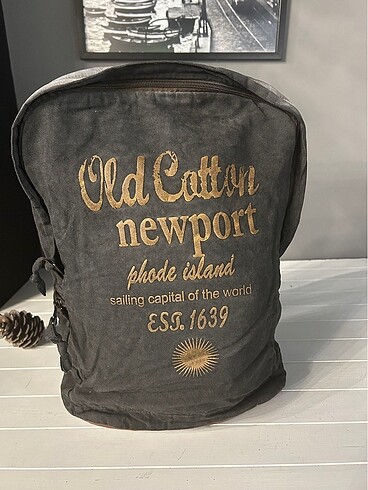 Old Cotton
newport
phode island
sailing capital of the world
EST. 1639